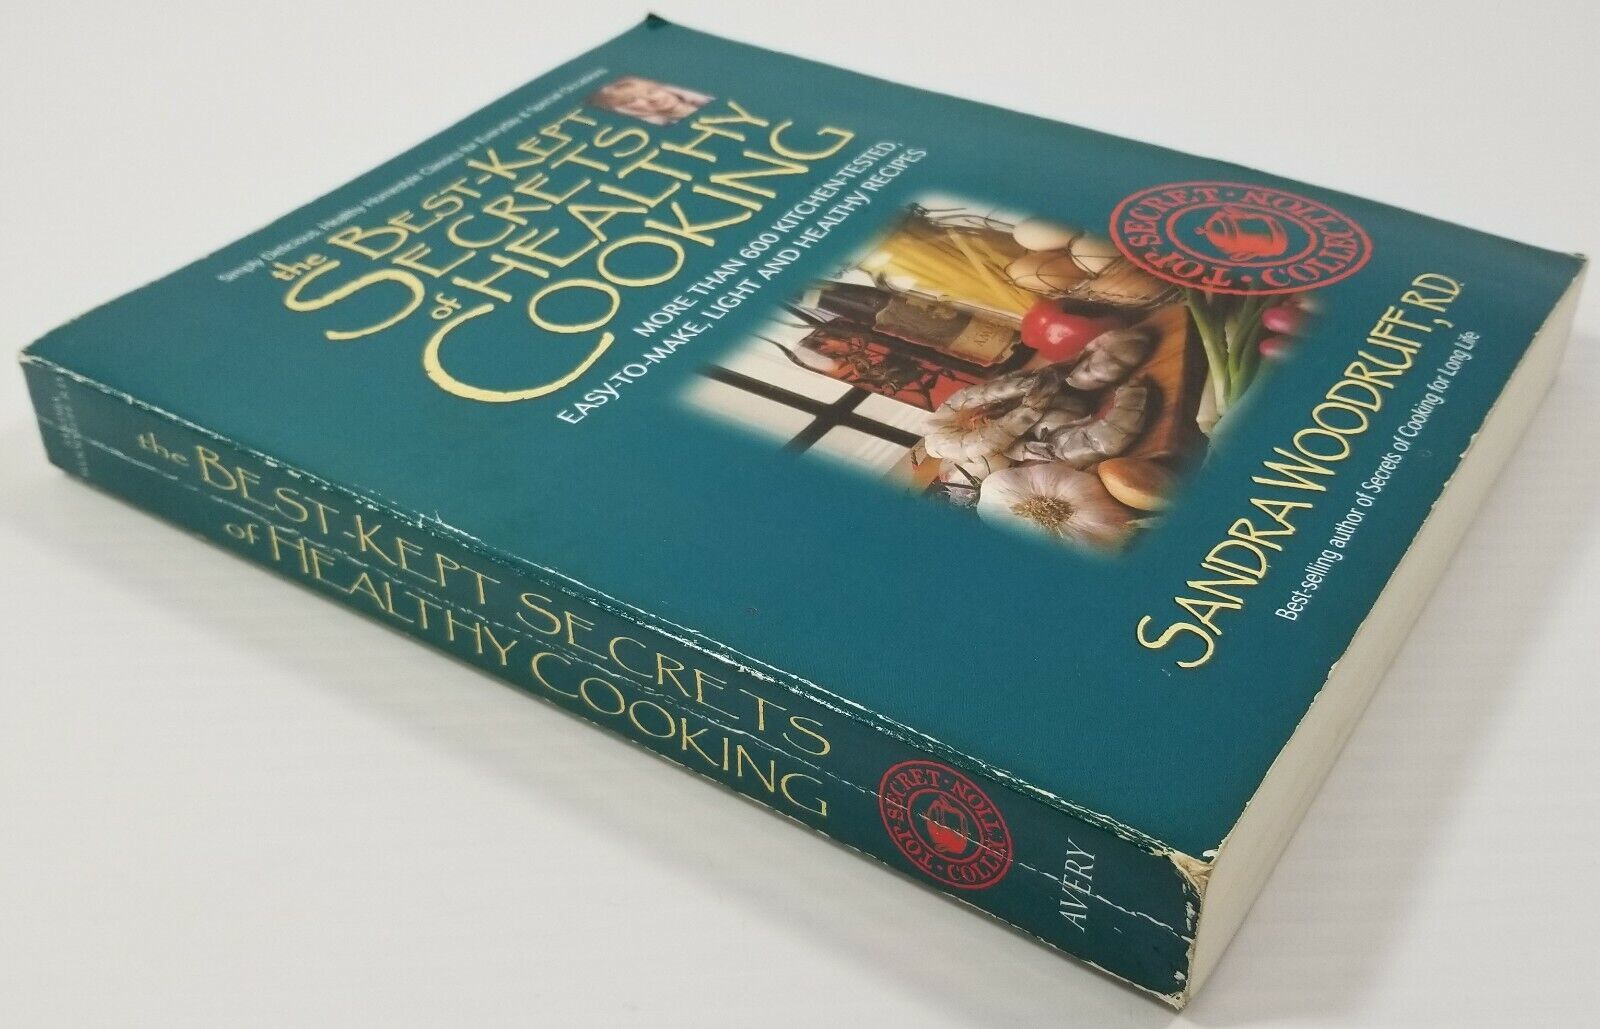 Simply Delicious, Healthy Homestyle Classics for Everyday & Special Occasions
the BEST-KEPT
SECRETS
of HEALTHY
COOKING
MORE THAN 600 KITCHEN-TESTED,
EASY-TO-MAKE, LIGHT AND HEALTHY RECIPES
TOP·SECRET · COLLECTION
SANDRA WOODRUFF, R.D.
Best-selling author of Secrets of Cooking for Long Life
the BEST-KEPT SECRETS
of HEALTHY COOKING
TOP·SECRET · COLLECTION
AVERY